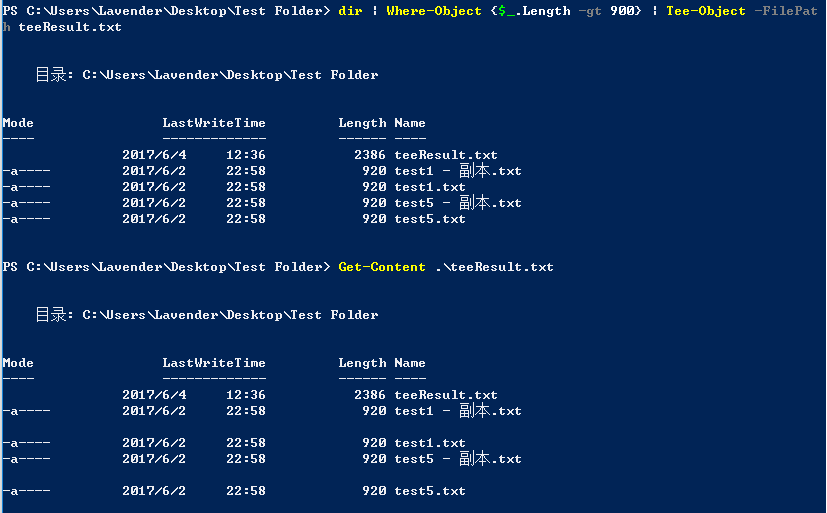 PS C:\Users\Lavender\Desktop\Test Folder> dir | Where-Object {$_.Length -gt 900} | Tee-Object -FilePat
h teeResult.txt
目录: C:\Users\Lavender\Desktop\Test Folder
Mode                LastWriteTime         Length Name
----                -------------         ------ ----
2017/6/4     12:36           2386 teeResult.txt
-a----         2017/6/2     22:58            920 test1 - 副本.txt
-a----         2017/6/2     22:58            920 test1.txt
-a----         2017/6/2     22:58            920 test5 - 副本.txt
-a----         2017/6/2     22:58            920 test5.txt
PS C:\Users\Lavender\Desktop\Test Folder> Get-Content .\teeResult.txt
目录: C:\Users\Lavender\Desktop\Test Folder
Mode                LastWriteTime         Length Name
----                -------------         ------ ----
2017/6/4     12:36           2386 teeResult.txt
-a----         2017/6/2     22:58            920 test1 - 副本.txt
-a----         2017/6/2     22:58            920 test1.txt
-a----         2017/6/2     22:58            920 test5 - 副本.txt
-a----         2017/6/2     22:58            920 test5.txt